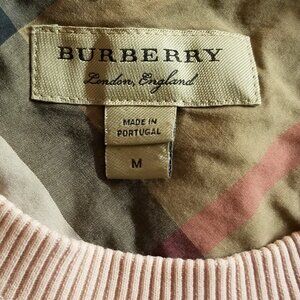 BURBERRY
London, England
MADE IN
PORTUGAL
M